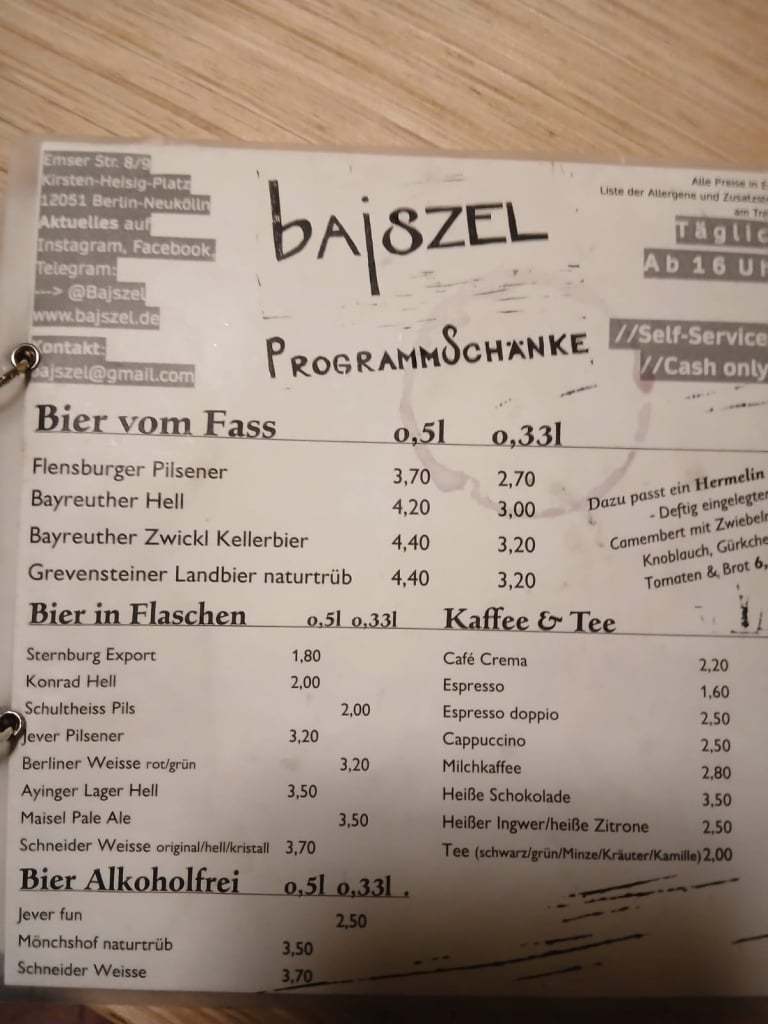 Emser Str. 8/9
Kirsten-Heisig-Platz
12051 Berlin-Neukölln
Aktuelles auf
Instagram, Facebook,
Telegram:
---> @Bajszel
www.bajszel.de
Kontakt:
bajszel@gmail.com
bajszel
ProgrammSchänke
Alle Preise in
Liste der Allergene und
am
Ab 16
//Self-Service
//Cash only
Bier vom Fass 0,5l 0,33l
Flensburger Pilsener 3,70 2,70
Bayreuther Hell 4,20 3,00
Bayreuther Zwickl Kellerbier 4,40 3,20
Grevensteiner Landbier naturtrüb 4,40 3,20
Dazu passt ein Hermelin
- Deftig eingelegter
Camembert mit Zwiebeln
Knoblauch,
Tomaten & Brot
Bier in Flaschen 0,5l 0,33l
Sternburg Export 1,80
Konrad Hell 2,00
Schultheiss Pils 2,00
Jever Pilsener 3,20
Berliner Weisse rot/grün 3,20
Ayinger Lager Hell 3,50
Maisel Pale Ale 3,50
Schneider Weisse original/hell/kristall 3,70
Kaffee & Tee
Café Crema 2,20
Espresso 1,60
Espresso doppio 2,50
Cappuccino 2,50
Milchkaffee 2,80
Heiße Schokolade 3,50
Heißer Ingwer/heiße Zitrone 2,50
Tee (schwarz/grün/Minze/Kräuter/Kamille) 2,00
Bier Alkoholfrei 0,5l 0,33l .
Jever fun 2,50
Mönchshof naturtrüb 3,50
Schneider Weisse 3,70